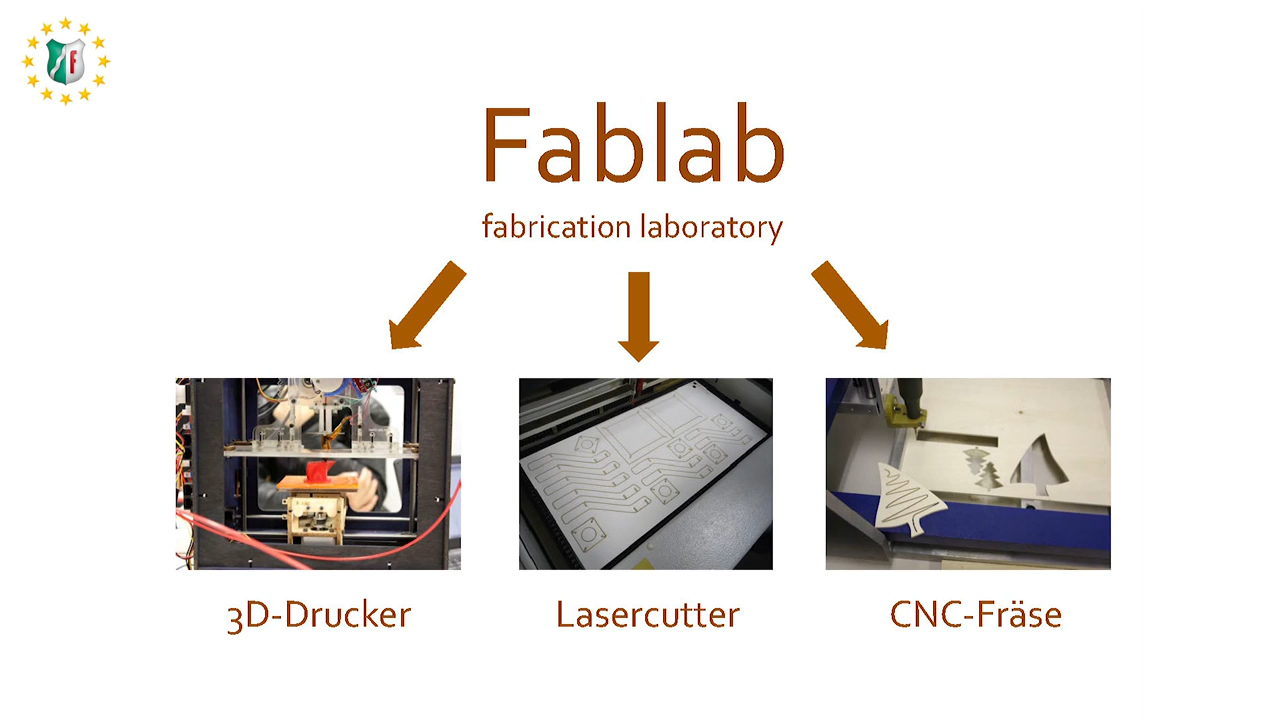 F
Fablab
fabrication laboratory
3D-Drucker
Lasercutter
CNC-Fräse